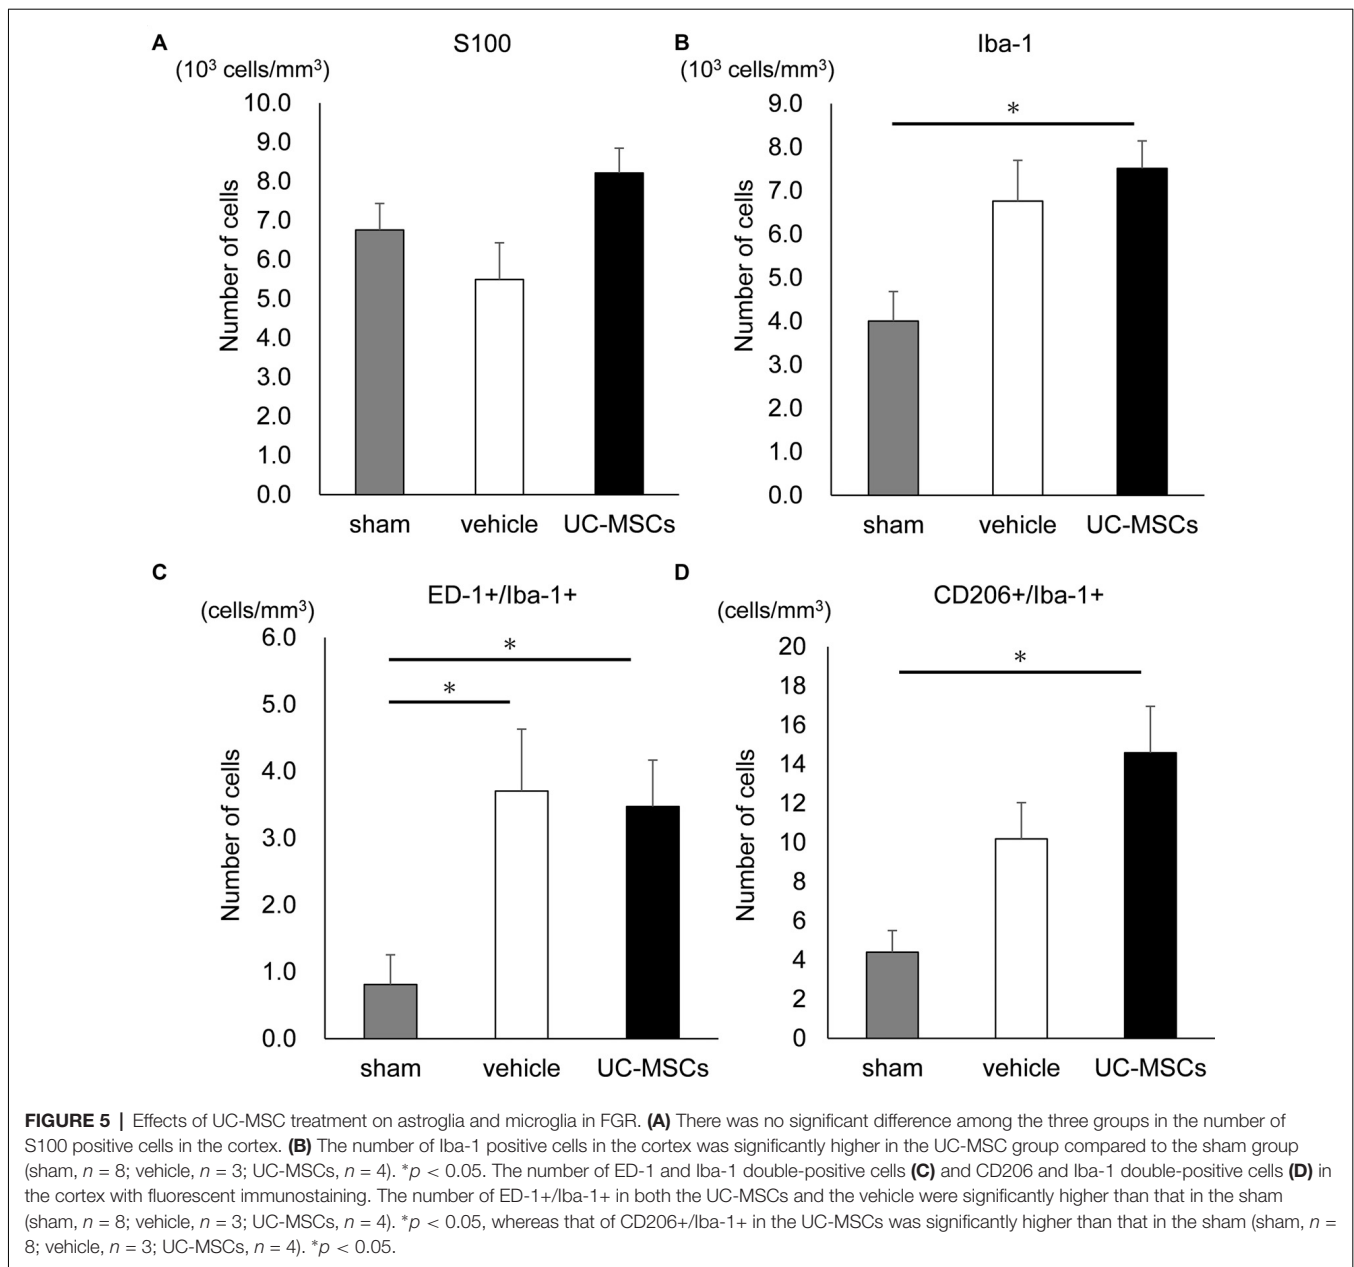 A
S100
(10³ cells/mm³)
Number of cells
10.0
9.0
8.0
7.0
6.0
5.0
4.0
3.0
2.0
1.0
0.0
sham vehicle UC-MSCs
B
Iba-1
(10³ cells/mm³)
Number of cells
9.0
8.0
7.0
6.0
5.0
4.0
3.0
2.0
1.0
0.0
*
sham vehicle UC-MSCs
C
ED-1+/Iba-1+
(cells/mm³)
Number of cells
6.0
5.0
4.0
3.0
2.0
1.0
0.0
*
*
sham vehicle UC-MSCs
D
CD206+/Iba-1+
(cells/mm³)
Number of cells
20
18
16
14
12
10
8
6
4
2
0
*
sham vehicle UC-MSCs
FIGURE 5 | Effects of UC-MSC treatment on astroglia and microglia in FGR. (A) There was no significant difference among the three groups in the number of
S100 positive cells in the cortex. (B) The number of Iba-1 positive cells in the cortex was significantly higher in the UC-MSC group compared to the sham group
(sham, n = 8; vehicle, n = 3; UC-MSCs, n = 4). *p < 0.05. The number of ED-1 and Iba-1 double-positive cells (C) and CD206 and Iba-1 double-positive cells (D) in
the cortex with fluorescent immunostaining. The number of ED-1+/Iba-1+ in both the UC-MSCs and the vehicle were significantly higher than that in the sham
(sham, n = 8; vehicle, n = 3; UC-MSCs, n = 4). *p < 0.05, whereas that of CD206+/Iba-1+ in the UC-MSCs was significantly higher than that in the sham (sham, n =
8; vehicle, n = 3; UC-MSCs, n = 4). *p < 0.05.